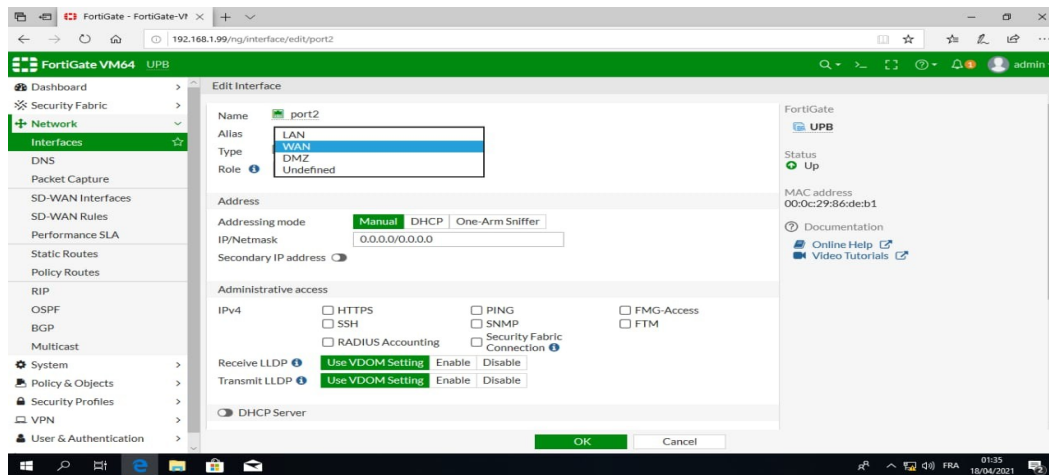 FortiGate - FortiGate-VM
192.168.1.99/ng/interface/edit/port2
FortiGate VM64 UPB
1
admin
Dashboard
Security Fabric
Network
Interfaces
DNS
Packet Capture
SD-WAN Interfaces
SD-WAN Rules
Performance SLA
Static Routes
Policy Routes
RIP
OSPF
BGP
Multicast
System
Policy & Objects
Security Profiles
VPN
User & Authentication
Edit Interface
Name port2
Alias
Type
Role
LAN
WAN
DMZ
Undefined
Address
Addressing mode Manual DHCP One-Arm Sniffer
IP/Netmask 0.0.0.0/0.0.0.0
Secondary IP address
Administrative access
IPv4 HTTPS PING FMG-Access
SSH SNMP FTM
RADIUS Accounting Security Fabric
Connection
Receive LLDP Use VDOM Setting Enable Disable
Transmit LLDP Use VDOM Setting Enable Disable
DHCP Server
OK Cancel
FortiGate
UPB
Status
Up
MAC address
00:0c:29:86:de:b1
Documentation
Online Help
Video Tutorials
FRA
01:35
18/04/2021